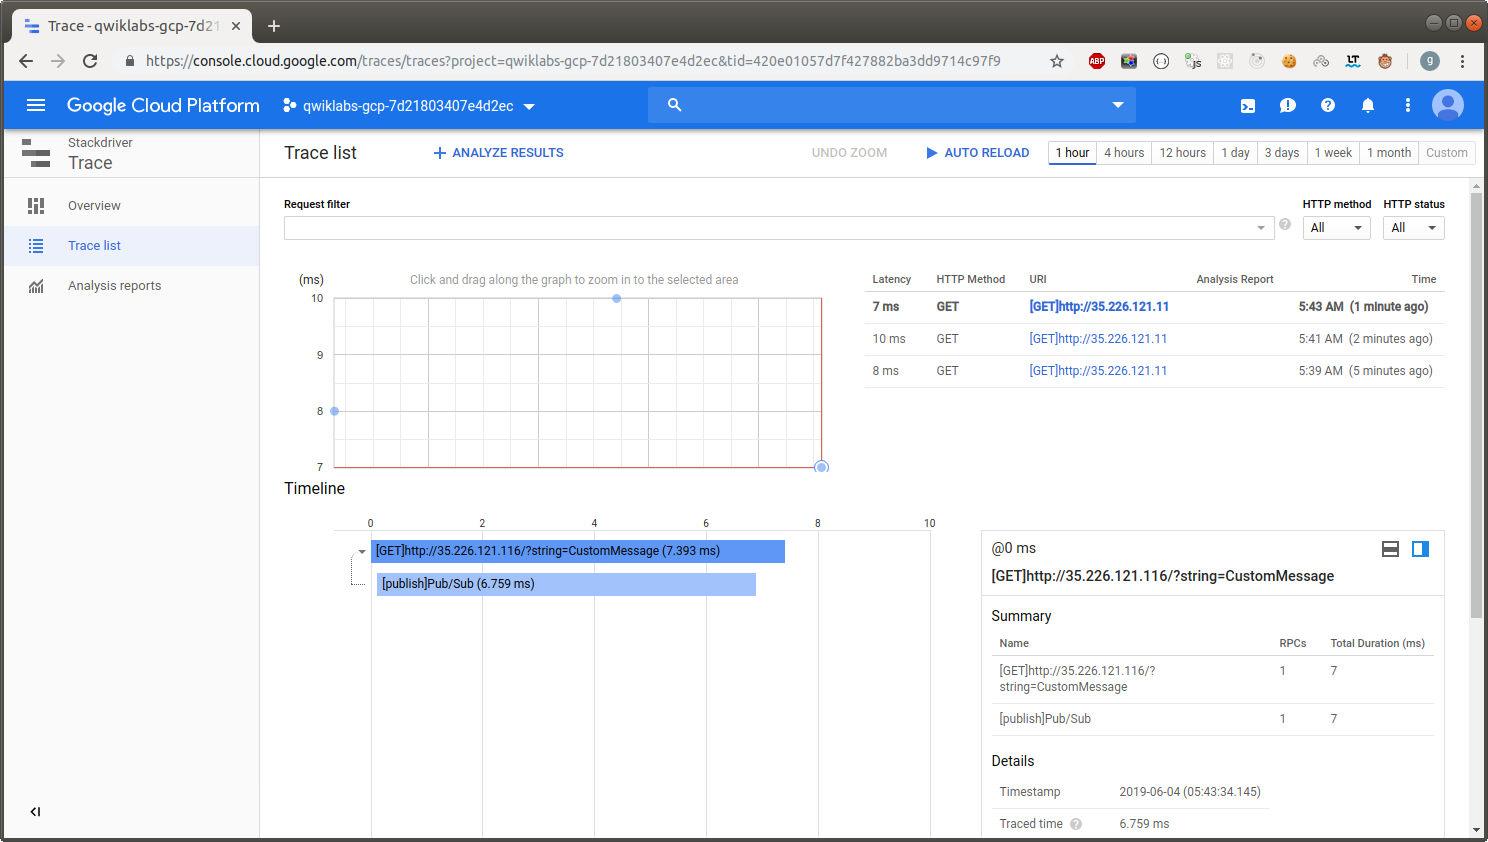 Trace - qwiklabs-gcp-7d21
https://console.cloud.google.com/traces/traces?project=qwiklabs-gcp-7d21803407e4d2ec&tid=420e01057d7f427882ba3dd9714c97f9
ABP
js
g
Google Cloud Platform
qwiklabs-gcp-7d21803407e4d2ec
Stackdriver
Trace
Trace list
ANALYZE RESULTS
UNDO ZOOM
AUTO RELOAD
1 hour
4 hours
12 hours
1 day
3 days
1 week
1 month
Custom
Overview
Trace list
Analysis reports
Request filter
HTTP method
HTTP status
All
All
(ms)
Click and drag along the graph to zoom in to the selected area
10
9
8
7
Latency HTTP Method URI Analysis Report Time
7 ms GET [GET]http://35.226.121.11 5:43 AM (1 minute ago)
10 ms GET [GET]http://35.226.121.11 5:41 AM (2 minutes ago)
8 ms GET [GET]http://35.226.121.11 5:39 AM (5 minutes ago)
Timeline
0 2 4 6 8 10
[GET]http://35.226.121.116/?string=CustomMessage (7.393 ms)
[publish]Pub/Sub (6.759 ms)
@0 ms
[GET]http://35.226.121.116/?string=CustomMessage
Summary
Name RPCs Total Duration (ms)
[GET]http://35.226.121.116/? 1 7
string=CustomMessage
[publish]Pub/Sub 1 7
Details
Timestamp 2019-06-04 (05:43:34.145)
Traced time 6.759 ms